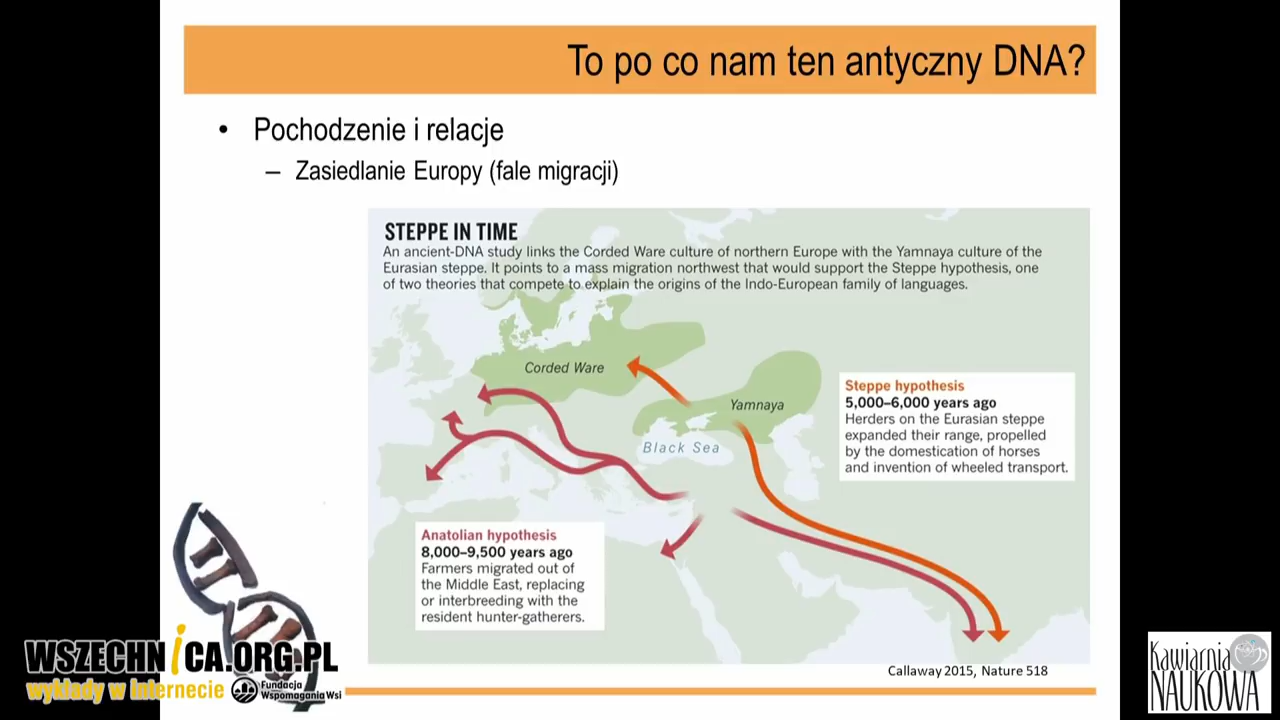 To po co nam ten antyczny DNA?
• Pochodzenie i relacje
– Zasiedlanie Europy (fale migracji)
STEPPE IN TIME
An ancient-DNA study links the Corded Ware culture of northern Europe with the Yamnaya culture of the
Eurasian steppe. It points to a mass migration northwest that would support the Steppe hypothesis, one
of two theories that compete to explain the origins of the Indo-European family of languages.
Corded Ware
Yamnaya
Black Sea
Steppe hypothesis
5,000–6,000 years ago
Herders on the Eurasian steppe
expanded their range, propelled
by the domestication of horses
and invention of wheeled transport.
Anatolian hypothesis
8,000–9,500 years ago
Farmers migrated out of
the Middle East, replacing
or interbreeding with the
resident hunter-gatherers.
Callaway 2015, Nature 518
WSZECHNiCA.ORG.PL
wykłady w internecie
Fundacja
Wspomagania Wsi
Kawiarnia
NAUKOWA